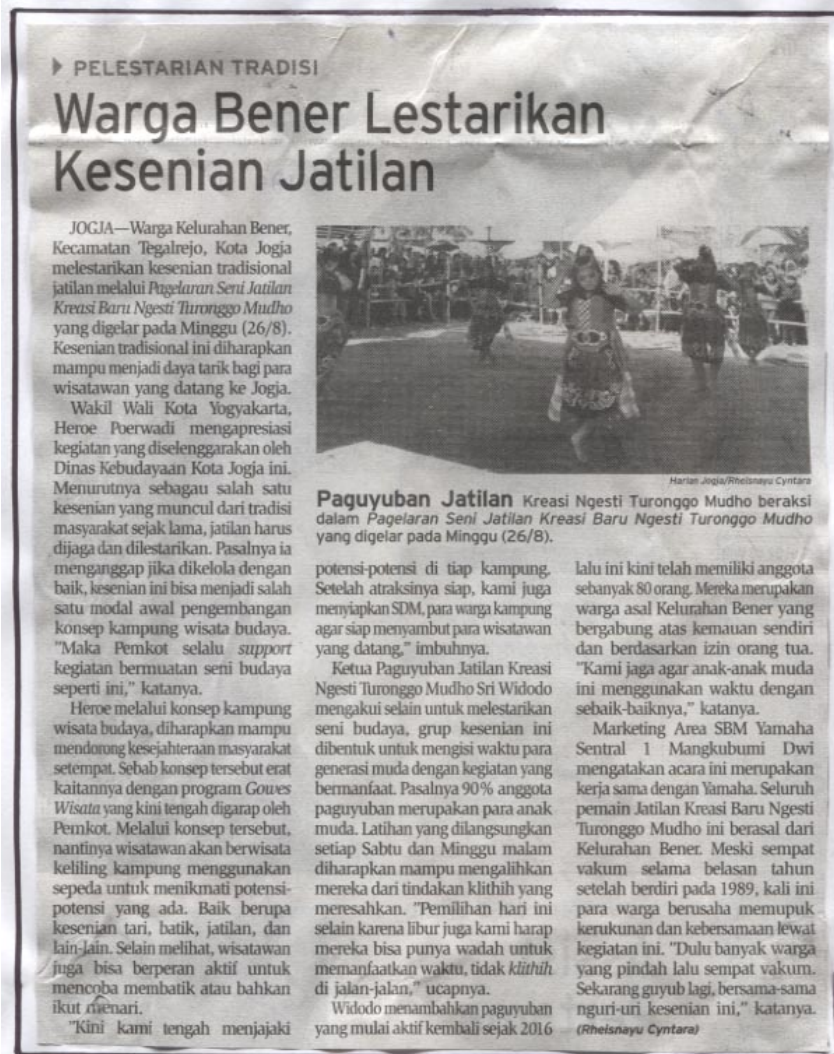 PELESTARIAN TRADISI
Warga Bener Lestarikan
Kesenian Jatilan
JOGJA—Warga Kelurahan Bener,
Kecamatan Tegalrejo, Kota Jogja
melestarikan kesenian tradisional
jatilan melalui Pagelaran Seni Jatilan
Kreasi Baru Ngesti Turonggo Mudho
yang digelar pada Minggu (26/8).
Kesenian tradisional ini diharapkan
mampu menjadi daya tarik bagi para
wisatawan yang datang ke Jogja.
Wakil Wali Kota Yogyakarta,
Heroe Poerwadi mengapresiasi
kegiatan yang diselenggarakan oleh
Dinas Kebudayaan Kota Jogja ini.
Menurutnya sebagau salah satu
kesenian yang muncul dari tradisi
masyarakat sejak lama, jatilan harus
dijaga dan dilestarikan. Pasalnya ia
menganggap jika dikelola dengan
baik, kesenian ini bisa menjadi salah
satu modal awal pengembangan
konsep kampung wisata budaya.
"Maka Pemkot selalu support
kegiatan bermuatan seni budaya
seperti ini," katanya.
Heroe melalui konsep kampung
wisata budaya, diharapkan mampu
mendorong kesejahteraan masyarakat
setempat. Sebab konsep tersebut erat
kaitannya dengan program Gowes
Wisata yang kini tengah digarap oleh
Pemkot. Melalui konsep tersebut,
nantinya wisatawan akan berwisata
keliling kampung menggunakan
sepeda untuk menikmati potensi-
potensi yang ada. Baik berupa
kesenian tari, batik, jatilan, dan
lain-lain. Selain melihat, wisatawan
juga bisa berperan aktif untuk
mencoba membatik atau bahkan
ikut menari.
"Kini kami tengah menjajaki
Harian Jogja/Rheisnayu Cyntara
Paguyuban Jatilan Kreasi Ngesti Turonggo Mudho beraksi
dalam Pagelaran Seni Jatilan Kreasi Baru Ngesti Turonggo Mudho
yang digelar pada Minggu (26/8).
potensi-potensi di tiap kampung.
Setelah atraksinya siap, kami juga
menyiapkan SDM, para warga kampung
agar siap menyambut para wisatawan
yang datang," imbuhnya.
Ketua Paguyuban Jatilan Kreasi
Ngesti Turonggo Mudho Sri Widodo
mengakui selain untuk melestarikan
seni budaya, grup kesenian ini
dibentuk untuk mengisi waktu para
generasi muda dengan kegiatan yang
bermanfaat. Pasalnya 90% anggota
paguyuban merupakan para anak
muda. Latihan yang dilangsungkan
setiap Sabtu dan Minggu malam
diharapkan mampu mengalihkan
mereka dari tindakan klithih yang
meresahkan. "Pemilihan hari ini
selain karena libur juga kami harap
mereka bisa punya wadah untuk
memanfaatkan waktu, tidak klithih
di jalan-jalan," ucapnya.
Widodo menambahkan paguyuban
yang mulai aktif kembali sejak 2016
lalu ini kini telah memiliki anggota
sebanyak 80 orang. Mereka merupakan
warga asal Kelurahan Bener yang
bergabung atas kemauan sendiri
dan berdasarkan izin orang tua.
"Kami jaga agar anak-anak muda
ini menggunakan waktu dengan
sebaik-baiknya," katanya.
Marketing Area SBM Yamaha
Sentral 1 Mangkubumi Dwi
mengatakan acara ini merupakan
kerja sama dengan Yamaha. Seluruh
pemain Jatilan Kreasi Baru Ngesti
Turonggo Mudho ini berasal dari
Kelurahan Bener. Meski sempat
vakum selama belasan tahun
setelah berdiri pada 1989, kali ini
para warga berusaha memupuk
kerukunan dan kebersamaan lewat
kegiatan ini. "Dulu banyak warga
yang pindah lalu sempat vakum.
Sekarang guyub lagi, bersama-sama
nguri-uri kesenian ini," katanya.
(Rheisnayu Cyntara)